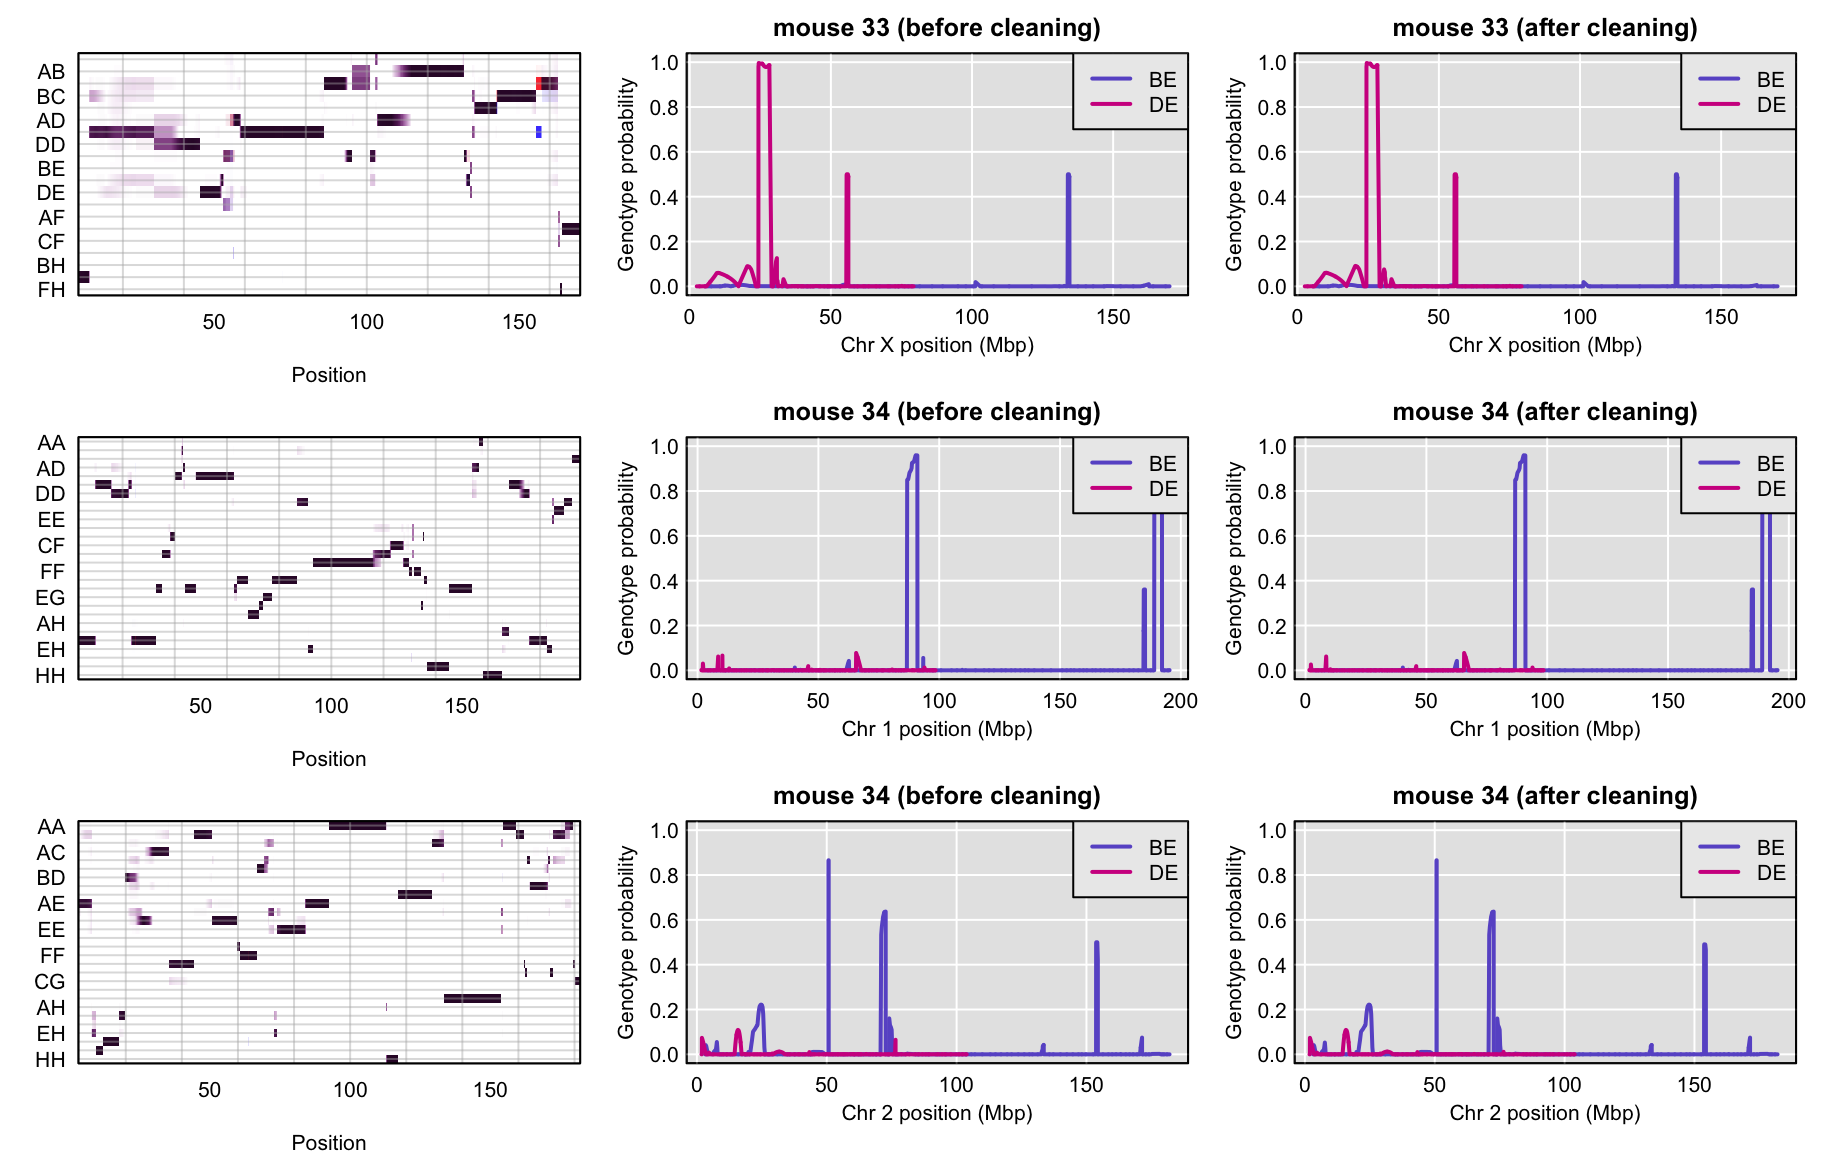 mouse 33 (before cleaning)
mouse 33 (after cleaning)
AB
BC
AD
DD
BE
DE
AF
CF
BH
FH
50 100 150
Position
Genotype probability
1.0
0.8
0.6
0.4
0.2
0.0
BE
DE
0 50 100 150
Chr X position (Mbp)
Genotype probability
1.0
0.8
0.6
0.4
0.2
0.0
BE
DE
0 50 100 150
Chr X position (Mbp)
mouse 34 (before cleaning)
mouse 34 (after cleaning)
AA
AD
DD
EE
CF
FF
EG
AH
EH
HH
50 100 150
Position
Genotype probability
1.0
0.8
0.6
0.4
0.2
0.0
BE
DE
0 50 100 150 200
Chr 1 position (Mbp)
Genotype probability
1.0
0.8
0.6
0.4
0.2
0.0
BE
DE
0 50 100 150 200
Chr 1 position (Mbp)
mouse 34 (before cleaning)
mouse 34 (after cleaning)
AA
AC
BD
AE
EE
FF
CG
AH
EH
HH
50 100 150
Position
Genotype probability
1.0
0.8
0.6
0.4
0.2
0.0
BE
DE
0 50 100 150
Chr 2 position (Mbp)
Genotype probability
1.0
0.8
0.6
0.4
0.2
0.0
BE
DE
0 50 100 150
Chr 2 position (Mbp)